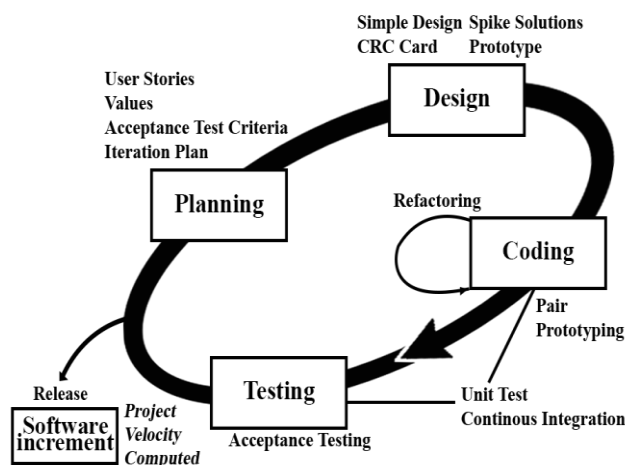 Simple Design
CRC Card
Spike Solutions
Prototype
Design
User Stories
Values
Acceptance Test Criteria
Iteration Plan
Planning
Refactoring
Coding
Pair
Prototyping
Unit Test
Continous Integration
Testing
Acceptance Testing
Release
Software
increment
Project
Velocity
Computed